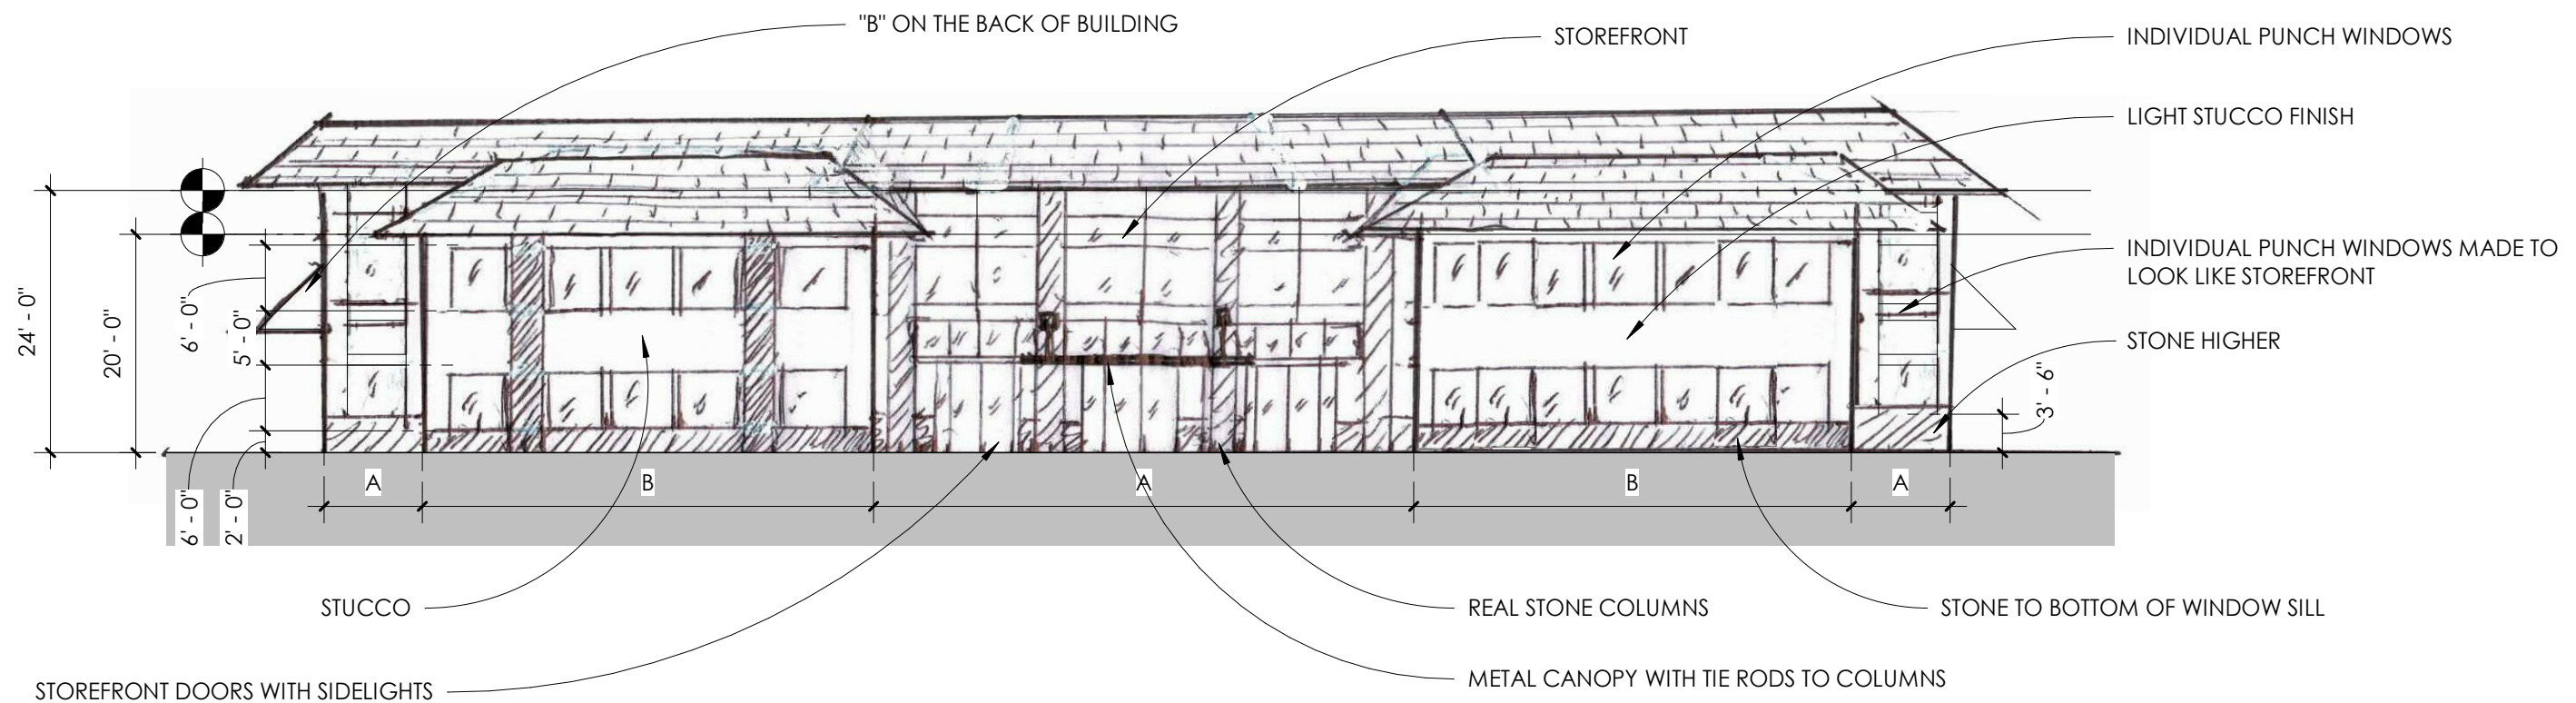 "B" ON THE BACK OF BUILDING
STOREFRONT
INDIVIDUAL PUNCH WINDOWS
LIGHT STUCCO FINISH
INDIVIDUAL PUNCH WINDOWS MADE TO
LOOK LIKE STOREFRONT
STONE HIGHER
24' - 0"
20' - 0"
6' - 0"
5' - 0"
3' - 6"
6' - 0"
2' - 0"
A
B
A
B
A
STUCCO
REAL STONE COLUMNS
STONE TO BOTTOM OF WINDOW SILL
METAL CANOPY WITH TIE RODS TO COLUMNS
STOREFRONT DOORS WITH SIDELIGHTS